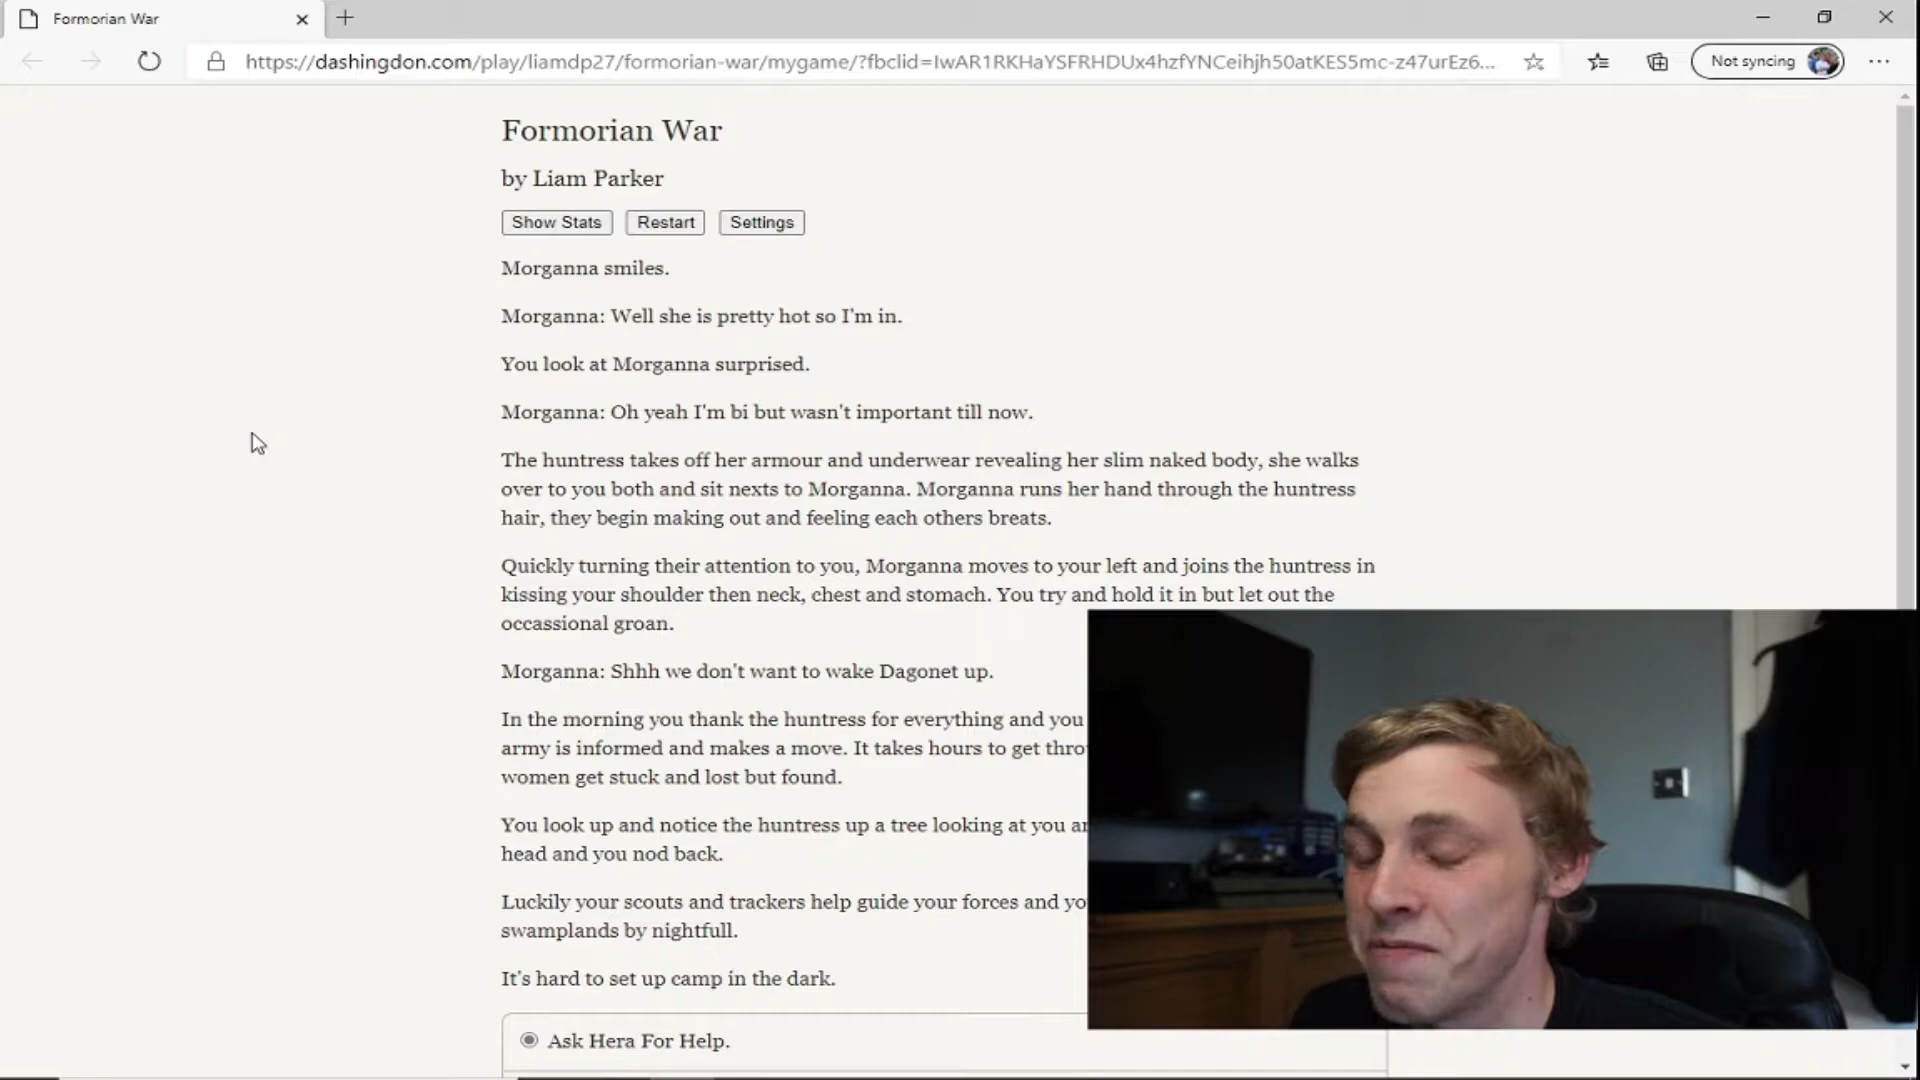 Formorian War
Not syncing
https://dashingdon.com/play/liamdp27/formorian-war/mygame/?fbclid=IwAR1RKHaYSFRHDUx4hzfYNCeihjh50atKES5mc-z47urEz6...
Formorian War
by Liam Parker
Show Stats Restart Settings
Morganna smiles.
Morganna: Well she is pretty hot so I'm in.
You look at Morganna surprised.
Morganna: Oh yeah I'm bi but wasn't important till now.
The huntress takes off her armour and underwear revealing her slim naked body, she walks
over to you both and sit nexts to Morganna. Morganna runs her hand through the huntress
hair, they begin making out and feeling each others breats.
Quickly turning their attention to you, Morganna moves to your left and joins the huntress in
kissing your shoulder then neck, chest and stomach. You try and hold it in but let out the
occassional groan.
Morganna: Shhh we don't want to wake Dagonet up.
In the morning you thank the huntress for everything and you
army is informed and makes a move. It takes hours to get
women get stuck and lost but found.
You look up and notice the huntress up a tree looking at you
head and you nod back.
Luckily your scouts and trackers help guide your forces and
swamplands by nightfull.
It's hard to set up camp in the dark.
Ask Hera For Help.